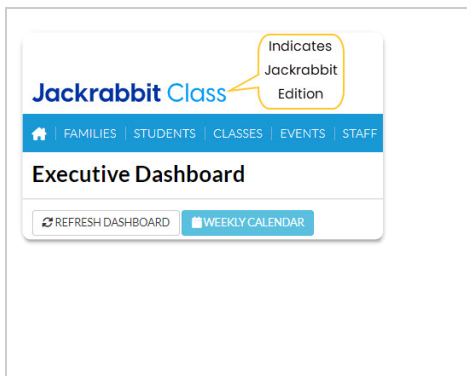 Indicates
Jackrabbit
Edition
Jackrabbit Class
FAMILIES | STUDENTS | CLASSES | EVENTS | STAFF
Executive Dashboard
REFRESH DASHBOARD WEEKLY CALENDAR